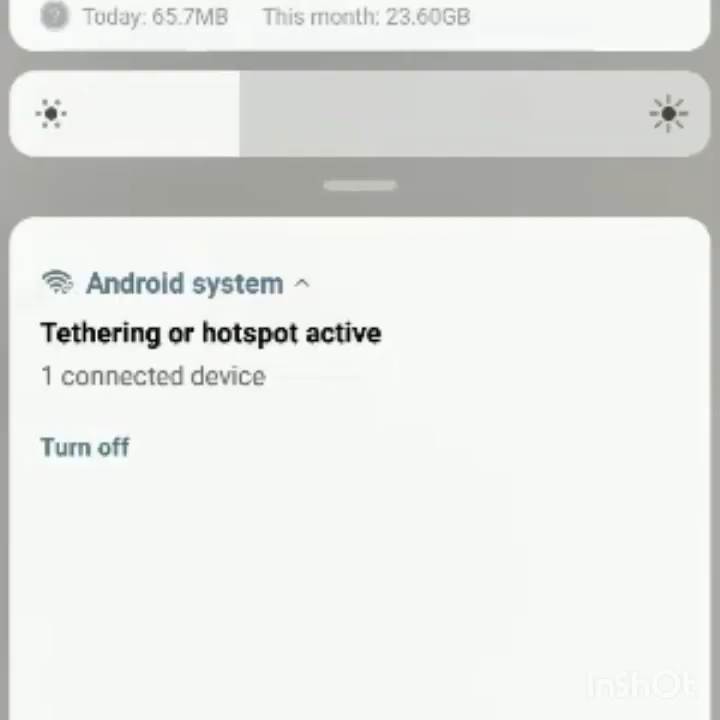 Today: 65.7MB This month: 23.60GB
Android system
Tethering or hotspot active
1 connected device
Turn off
InShOt